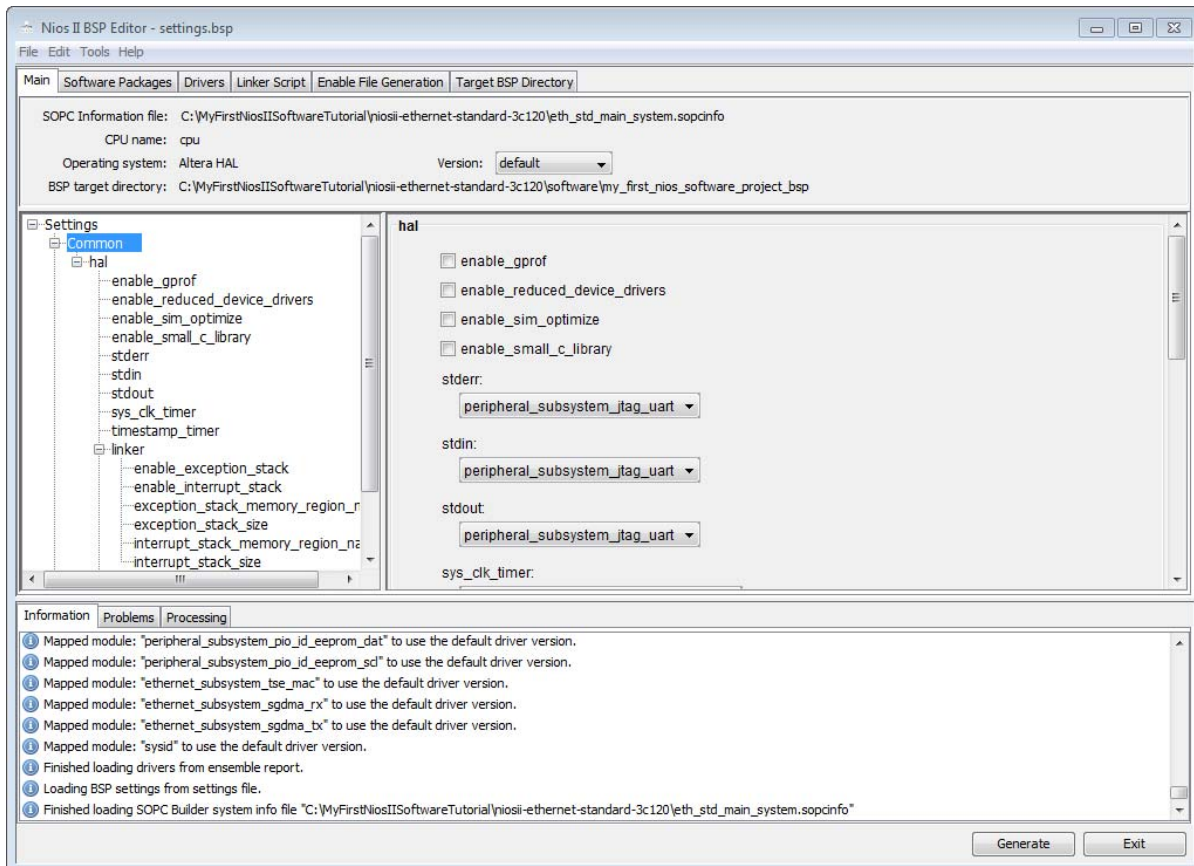 Nios II BSP Editor - settings.bsp
File Edit Tools Help
Main Software Packages Drivers Linker Script Enable File Generation Target BSP Directory
SOPC Information file: C:\MyFirstNiosIISoftwareTutorial\niosii-ethernet-standard-3c120\eth_std_main_system.sopcinfo
CPU name: cpu
Operating system: Altera HAL Version: default
BSP target directory: C:\MyFirstNiosIISoftwareTutorial\niosii-ethernet-standard-3c120\software\my_first_nios_software_project_bsp
Settings
Common
hal
enable_gprof
enable_reduced_device_drivers
enable_sim_optimize
enable_small_c_library
stderr
stdin
stdout
sys_clk_timer
timestamp_timer
linker
enable_exception_stack
enable_interrupt_stack
exception_stack_memory_region_n
exception_stack_size
interrupt_stack_memory_region_na
interrupt_stack_size
hal
enable_gprof
enable_reduced_device_drivers
enable_sim_optimize
enable_small_c_library
stderr:
peripheral_subsystem_jtag_uart
stdin:
peripheral_subsystem_jtag_uart
stdout:
peripheral_subsystem_jtag_uart
sys_clk_timer:
Information Problems Processing
Mapped module: "peripheral_subsystem_pio_id_eeprom_dat" to use the default driver version.
Mapped module: "peripheral_subsystem_pio_id_eeprom_scl" to use the default driver version.
Mapped module: "ethernet_subsystem_tse_mac" to use the default driver version.
Mapped module: "ethernet_subsystem_sgdma_rx" to use the default driver version.
Mapped module: "ethernet_subsystem_sgdma_tx" to use the default driver version.
Mapped module: "sysid" to use the default driver version.
Finished loading drivers from ensemble report.
Loading BSP settings from settings file.
Finished loading SOPC Builder system info file "C:\MyFirstNiosIISoftwareTutorial\niosii-ethernet-standard-3c120\eth_std_main_system.sopcinfo"
Generate Exit